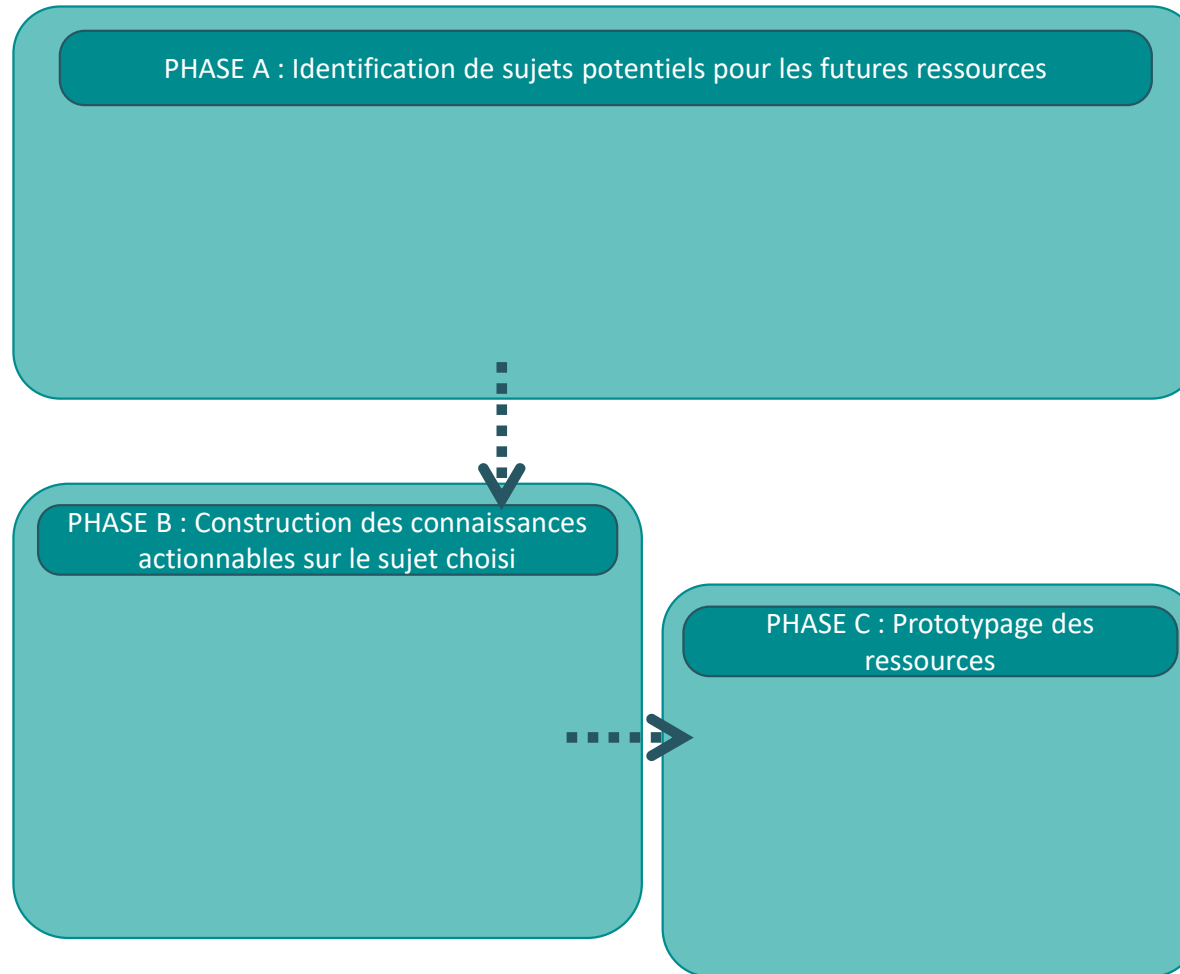 PHASE A : Identification de sujets potentiels pour les futures ressources
PHASE B : Construction des connaissances
actionnables sur le sujet choisi
PHASE C : Prototypage des
ressources